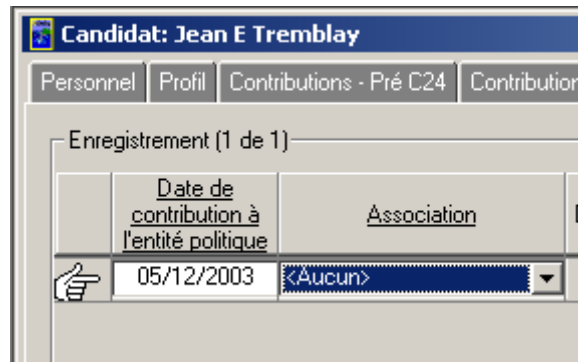 Candidat: Jean E Tremblay
Personnel Profil Contributions - Pré C24
Enregistrement (1 de 1)
Date de
contribution à
l'entité politique
Association
05/12/2003 <Aucun>